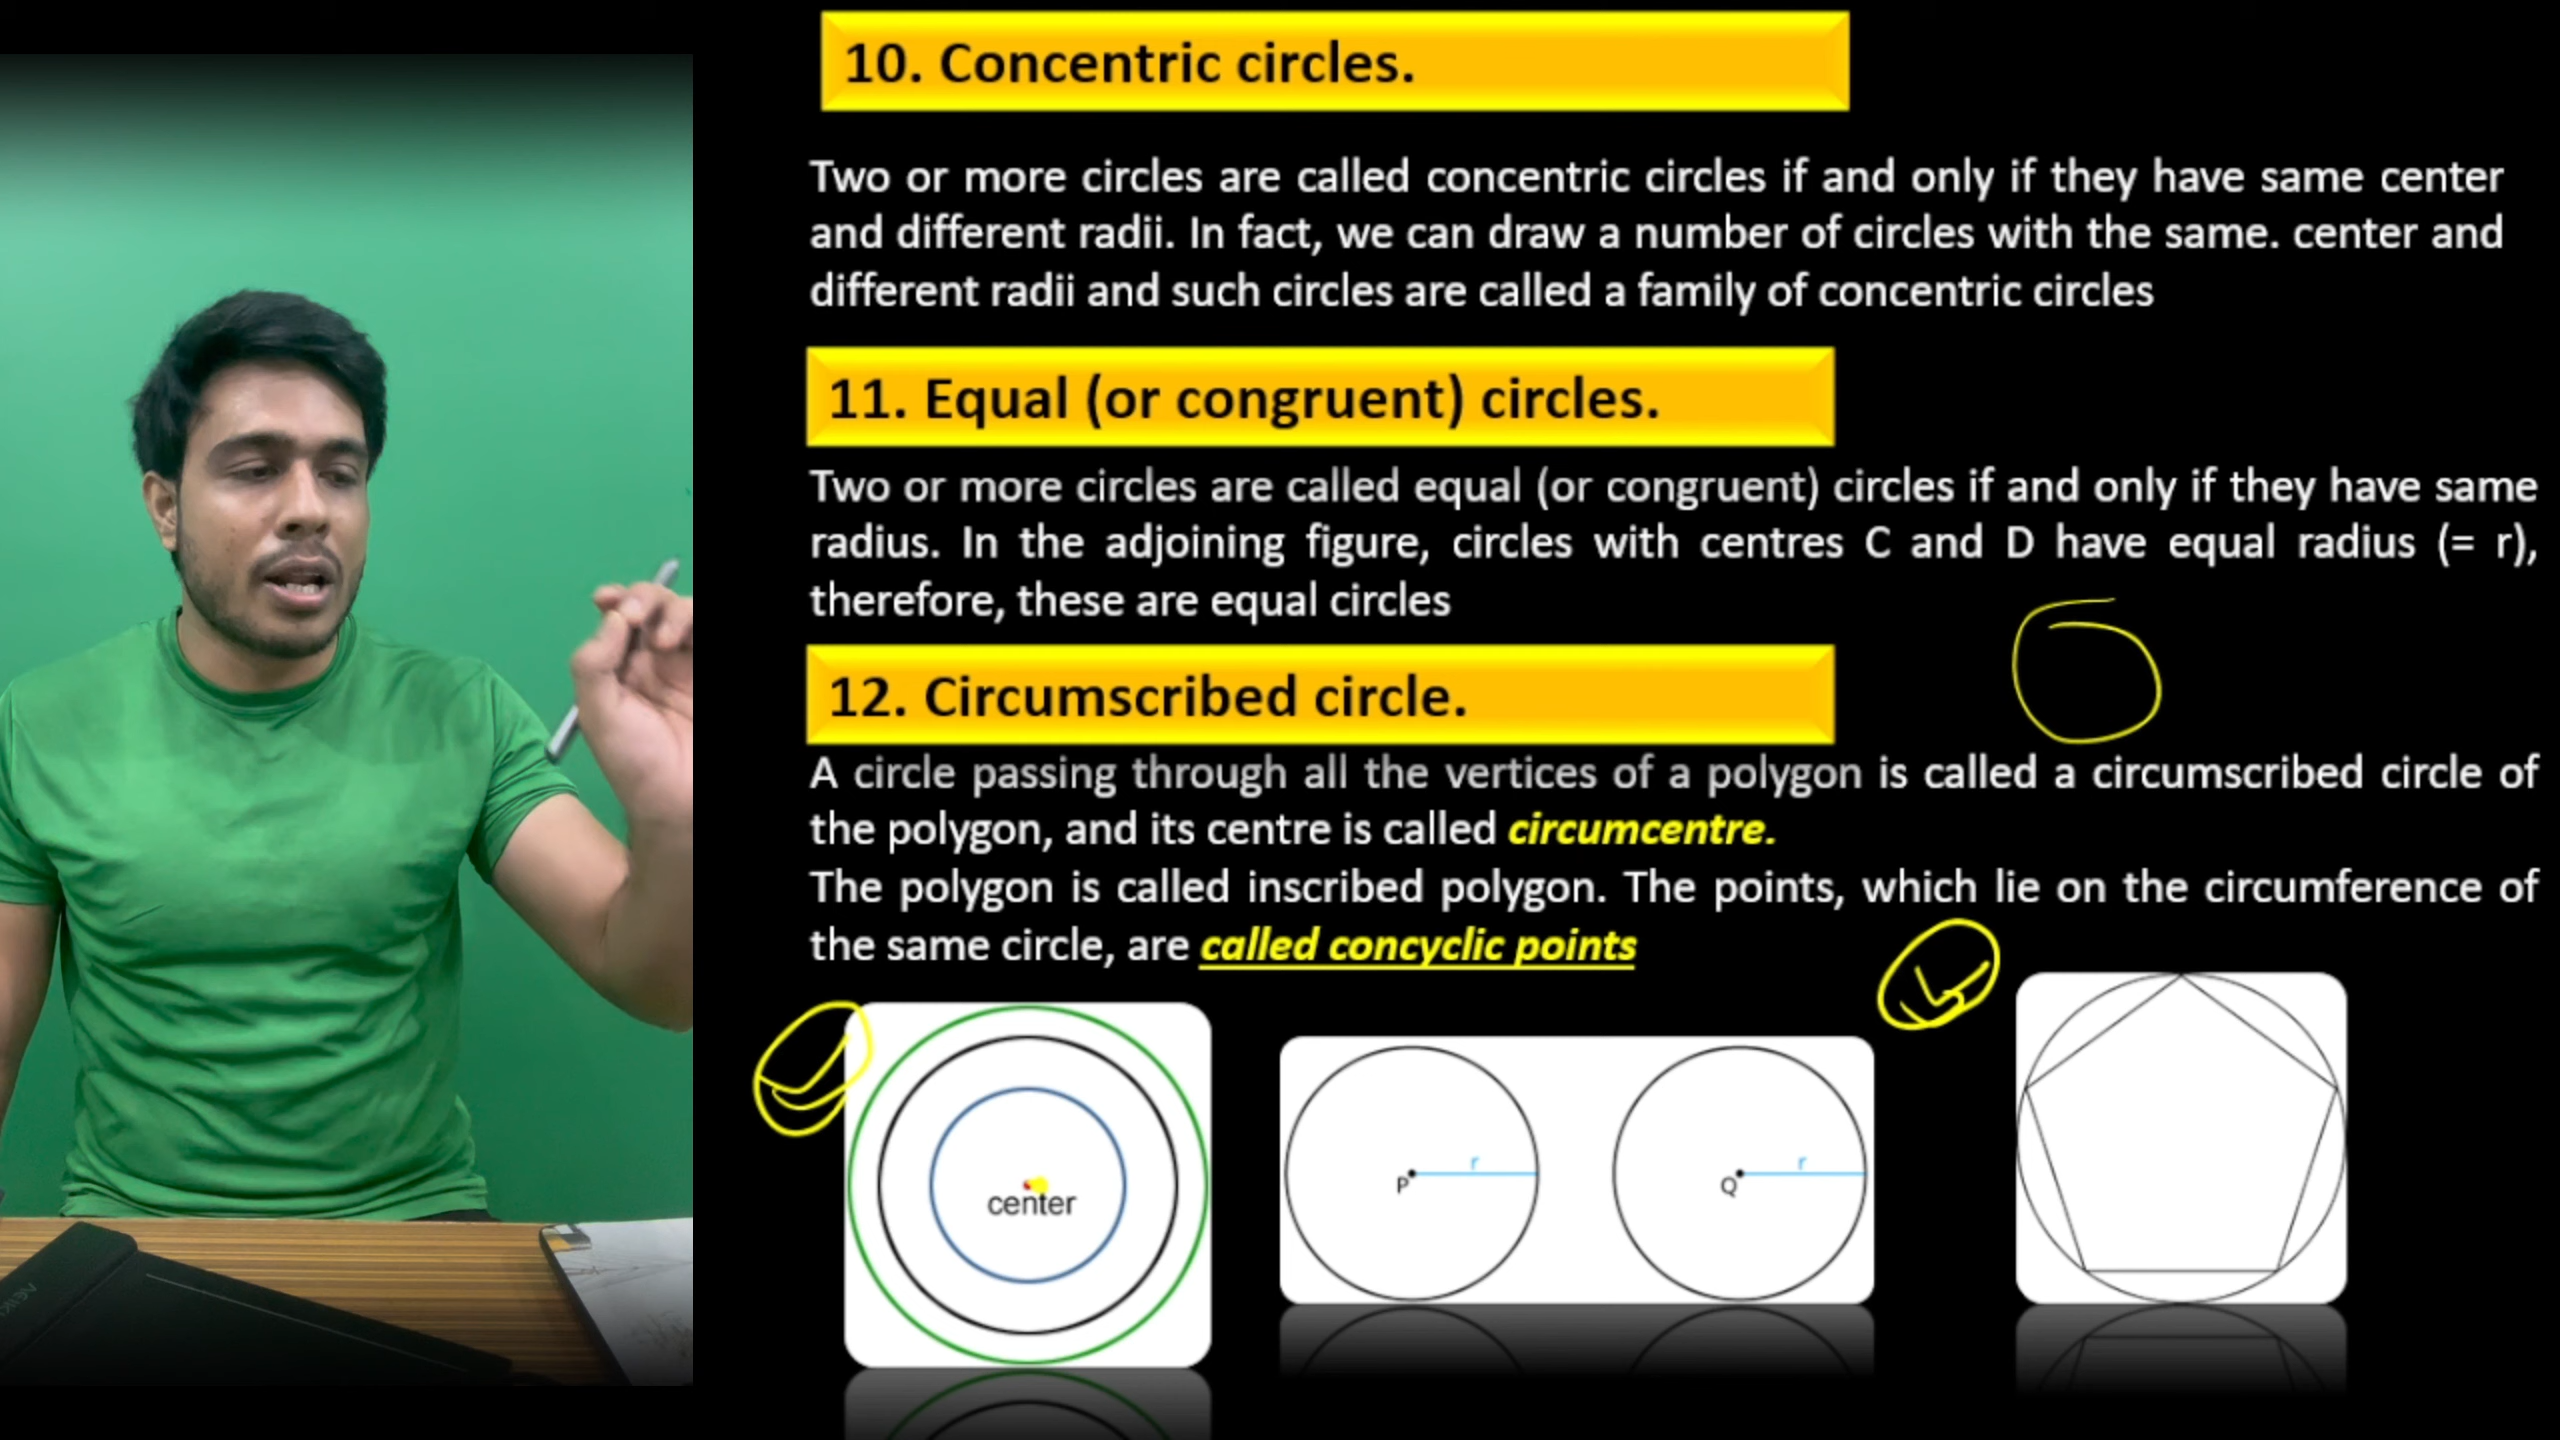 10. Concentric circles.
Two or more circles are called concentric circles if and only if they have same center
and different radii. In fact, we can draw a number of circles with the same. center and
different radii and such circles are called a family of concentric circles
11. Equal (or congruent) circles.
Two or more circles are called equal (or congruent) circles if and only if they have same
radius. In the adjoining figure, circles with centres C and D have equal radius (= r),
therefore, these are equal circles
12. Circumscribed circle.
A circle passing through all the vertices of a polygon is called a circumscribed circle of
the polygon, and its centre is called circumcentre.
The polygon is called inscribed polygon. The points, which lie on the circumference of
the same circle, are called concyclic points
center
P r
Q r